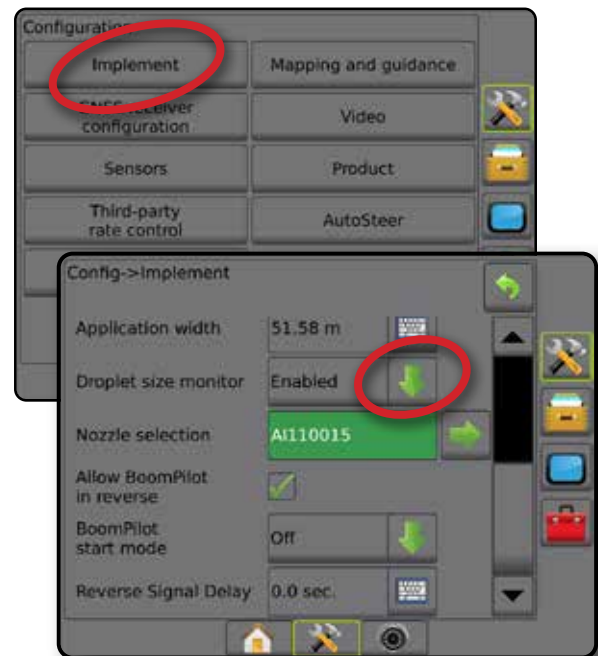 Configuration
Implement
Mapping and guidance
GNSS receiver
configuration
Video
Sensors
Product
Third-party
rate control
AutoSteer
Config->Implement
Application width
51.58 m
Droplet size monitor
Enabled
Nozzle selection
AI110015
Allow BoomPilot
in reverse
BoomPilot
start mode
Off
Reverse Signal Delay
0.0 sec.